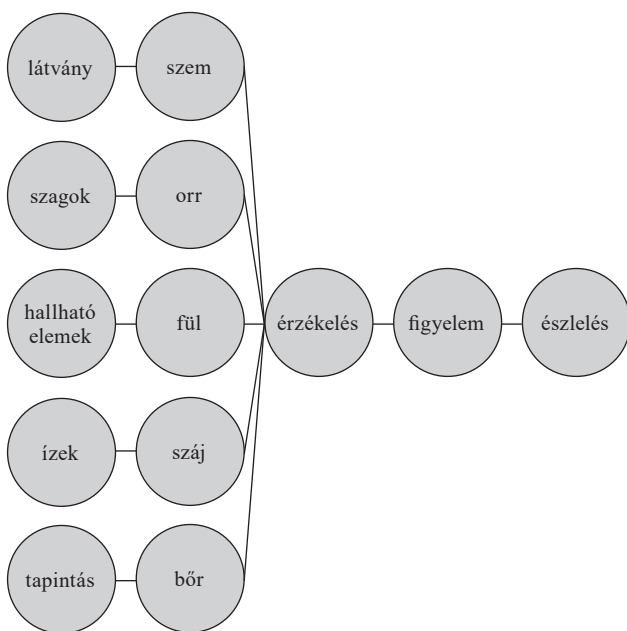 látvány
szem
szagok
orr
hallható
elemek
fül
érzékelés
figyelem
észlelés
ízek
száj
tapintás
bőr